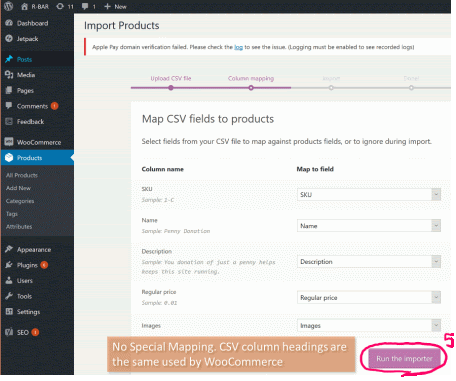 R-BAR 11 1 + New
Dashboard
Jetpack
Posts
Media
Pages
Comments 1
Feedback
WooCommerce
Products
All Products
Add New
Categories
Tags
Attributes
Appearance
Plugins 6
Users
Tools
Settings
SEO 2
Import Products
Apple Pay domain verification failed. Please check the log to see the issue. (Logging must be enabled to see recorded logs)
Upload CSV file Column mapping Import Done!
Map CSV fields to products
Select fields from your CSV file to map against products fields, or to ignore during import.
Column name Map to field
SKU
Sample 1-C
SKU
Name
Sample Penny Donation
Name
Description
Sample You donation of just a penny helps
keeps this site running.
Description
Regular price
Sample 0.01
Regular price
Images Images
No Special Mapping. CSV column headings are
the same used by WooCommerce
Run the importer
5